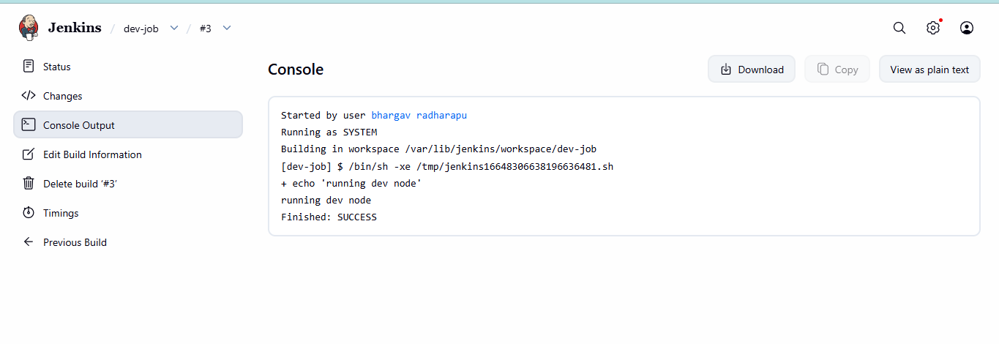 Jenkins / dev-job / #3
Status
Changes
Console Output
Edit Build Information
Delete build ‘#3’
Timings
Previous Build
Console
Download
Copy
View as plain text
Started by user bhargav radharapu
Running as SYSTEM
Building in workspace /var/lib/jenkins/workspace/dev-job
[dev-job] $ /bin/sh -xe /tmp/jenkins16648306638196636481.sh
+ echo 'running dev node'
running dev node
Finished: SUCCESS